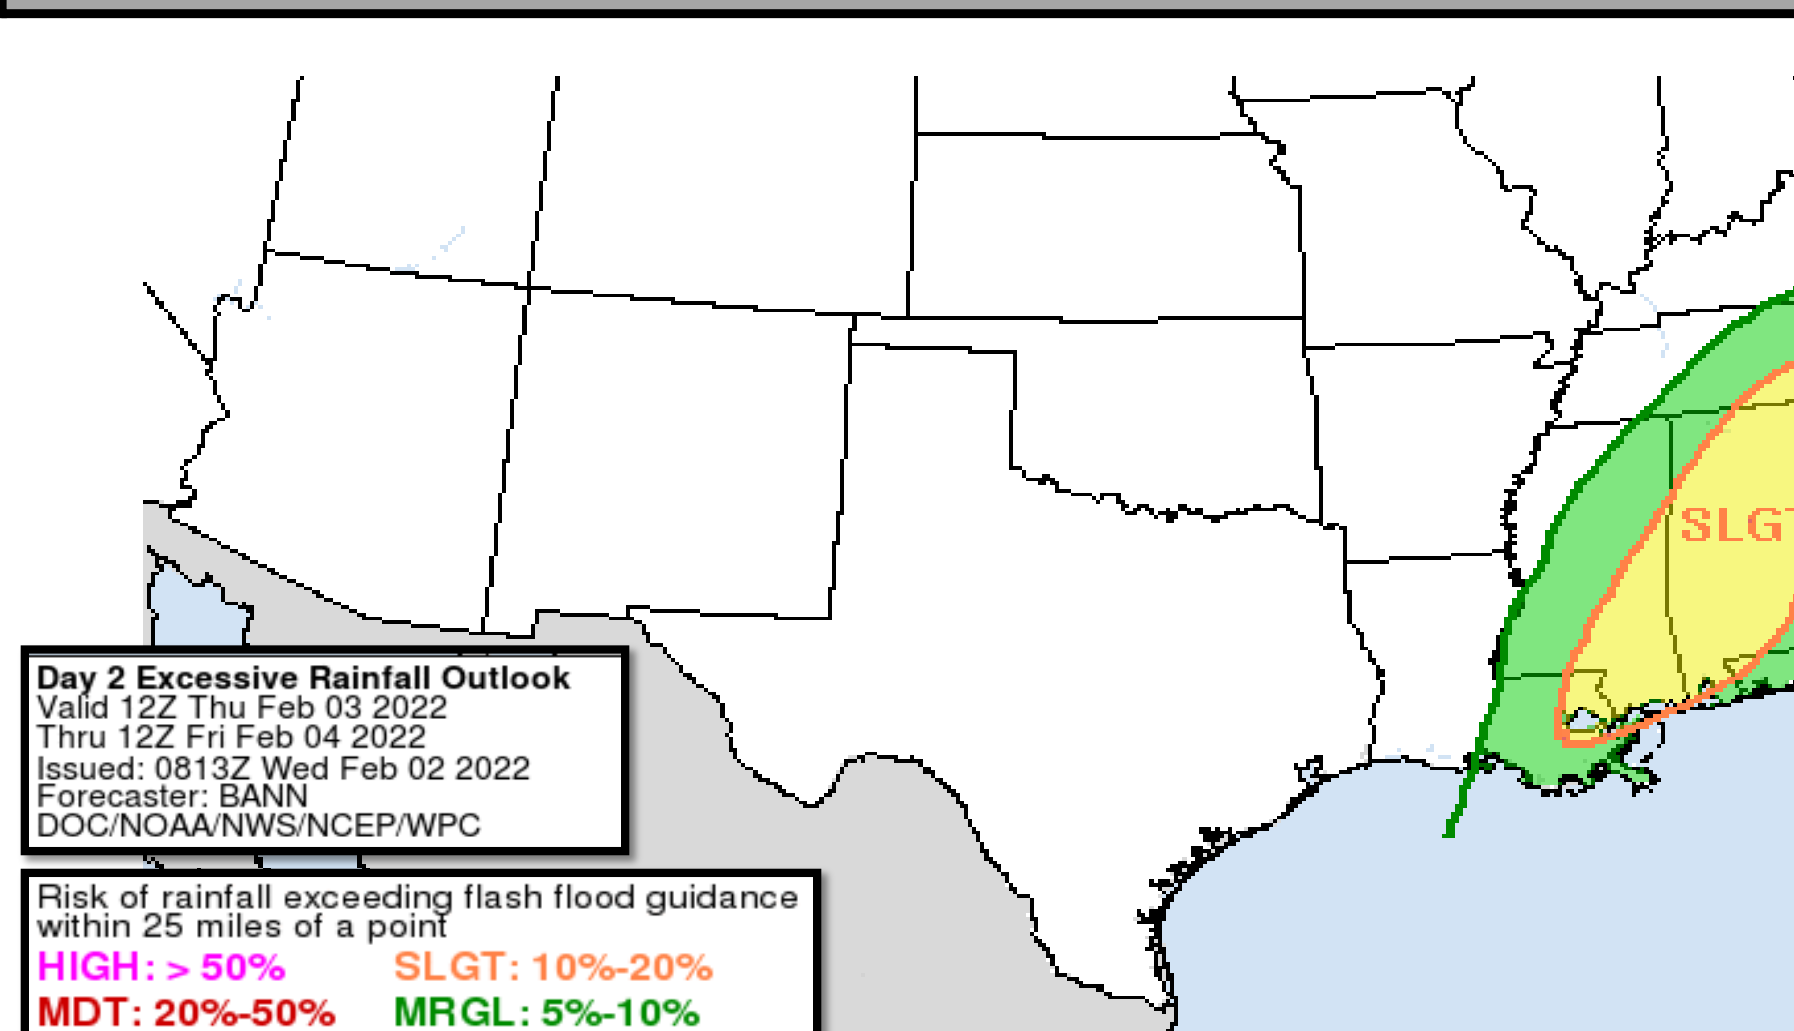 SLGT
Day 2 Excessive Rainfall Outlook
Valid 12Z Thu Feb 03 2022
Thru 12Z Fri Feb 04 2022
Issued: 0813Z Wed Feb 02 2022
Forecaster: BANN
DOC/NOAA/NWS/NCEP/WPC
Risk of rainfall exceeding flash flood guidance
within 25 miles of a point
HIGH: > 50% SLGT: 10%-20%
MDT: 20%-50% MRGL: 5%-10%